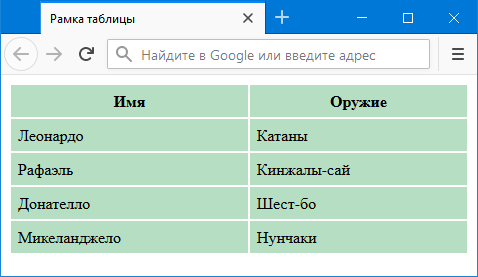 Рамка таблицы
Найдите в Google или введите адрес
Имя Оружие
Леонардо Катаны
Рафаэль Кинжалы-сай
Донателло Шест-бо
Микеланджело Нунчаки